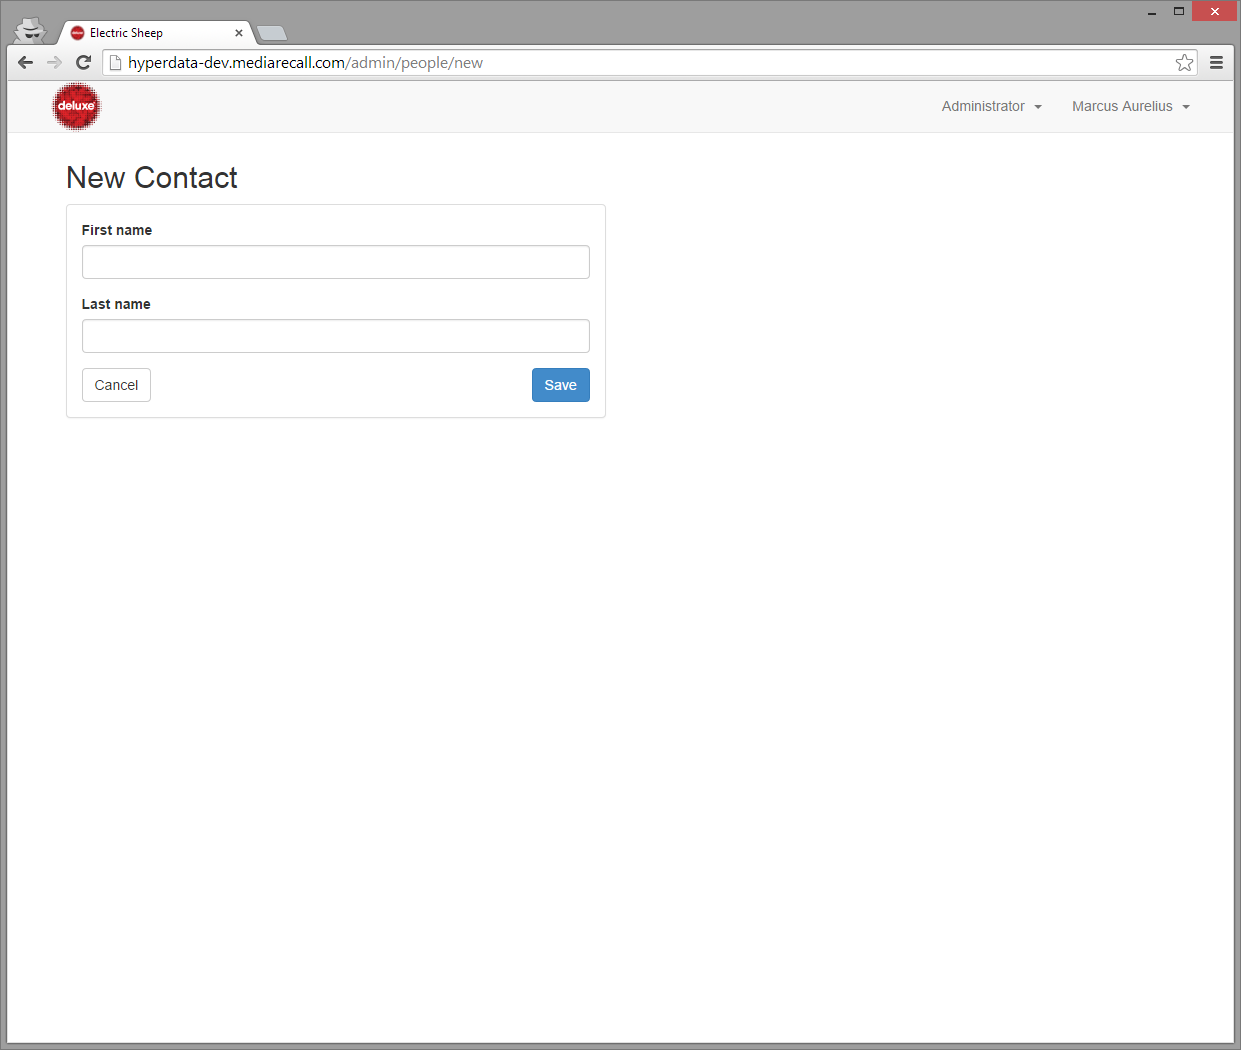 Electric Sheep
hyperdata-dev.mediarecall.com/admin/people/new
deluxe
Administrator
Marcus Aurelius
New Contact
First name
Last name
Cancel
Save